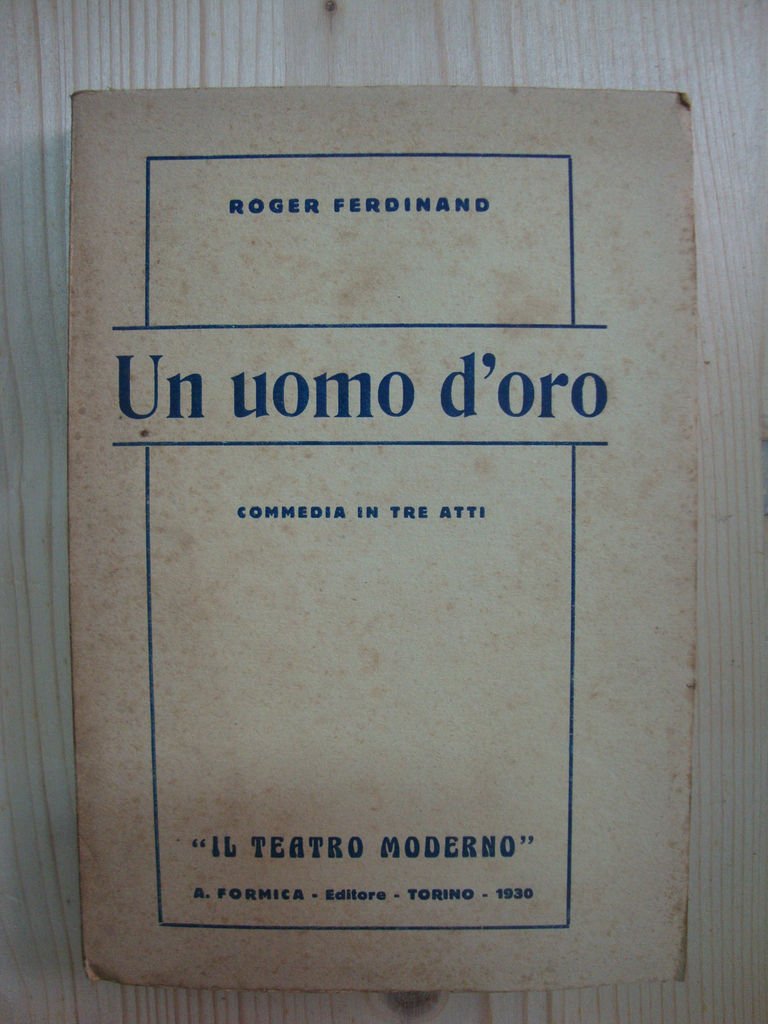 ROGER FERDINAND
Un uomo d'oro
COMMEDIA IN TRE ATTI
“IL TEATRO MODERNO”
A. FORMICA - Editore - TORINO - 1930